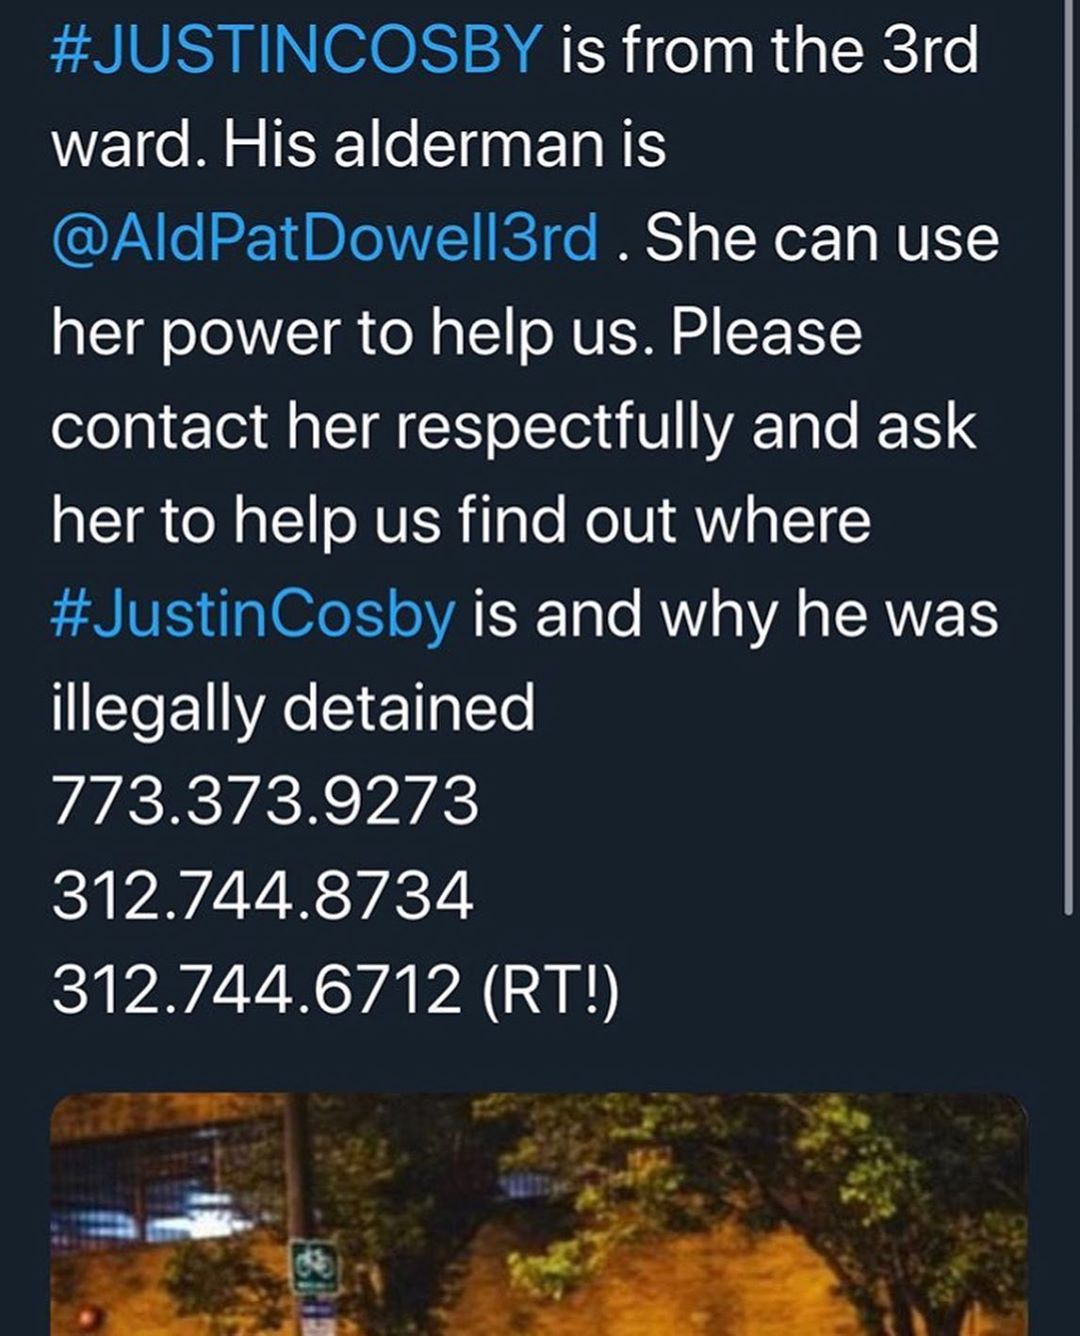 #JUSTINCOSBY is from the 3rd
ward. His alderman is
@AldPatDowell3rd . She can use
her power to help us. Please
contact her respectfully and ask
her to help us find out where
#JustinCosby is and why he was
illegally detained
773.373.9273
312.744.8734
312.744.6712 (RT!)